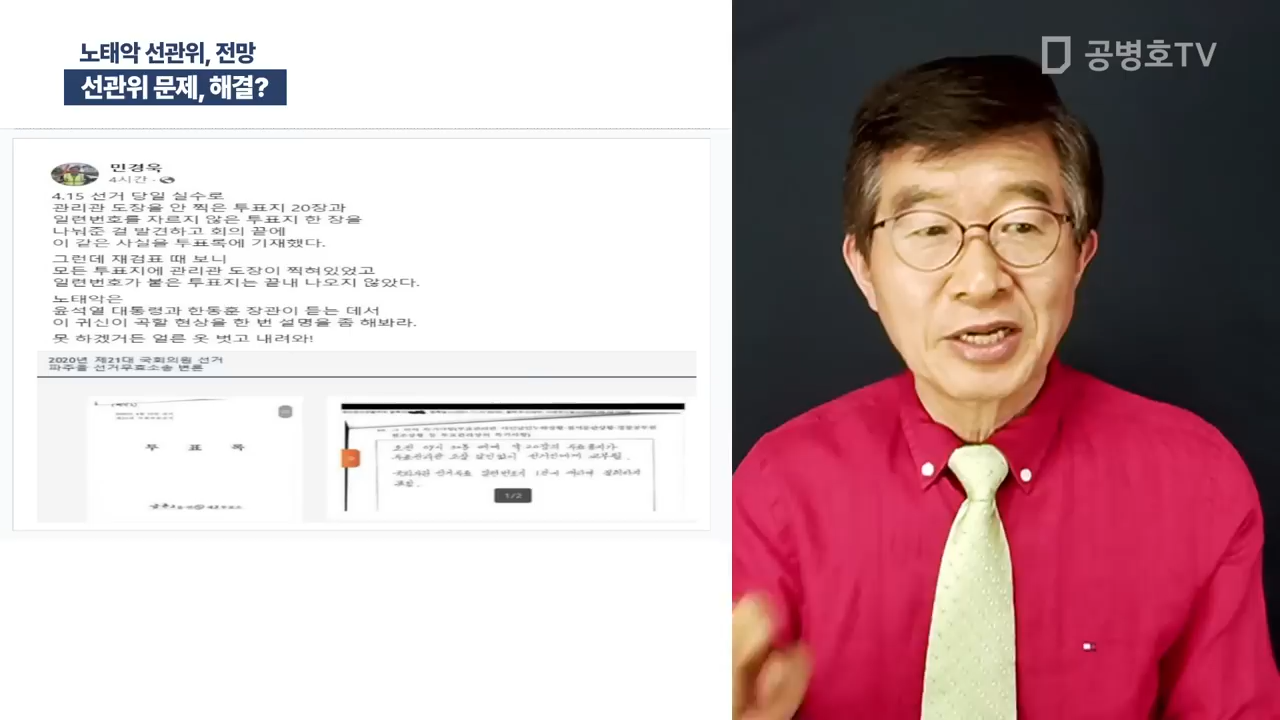 노태악 선관위, 전망
선관위 문제, 해결?
공병호TV
민경욱
4시간 ·
4.15 선거 당일 실수로
관리관 도장을 안 찍은 투표지 20장과
일련번호를 자르지 않은 투표지 한 장을
나눠준 걸 발견하고 회의 끝에
이 같은 사실을 투표록에 기재했다.
그런데 재검표 때 보니
모든 투표지에 관리관 도장이 찍혀있었고
일련번호가 붙은 투표지는 끝내 나오지 않았다.
노태악은
윤석열 대통령과 한동훈 장관이 듣는 데서
이 귀신이 곡할 현상을 한 번 설명을 좀 해봐라.
못 하겠거든 얼른 옷 벗고 내려와!
2020년 제21대 국회의원 선거
파주을 선거무효소송 변론
투 표 록
1/2